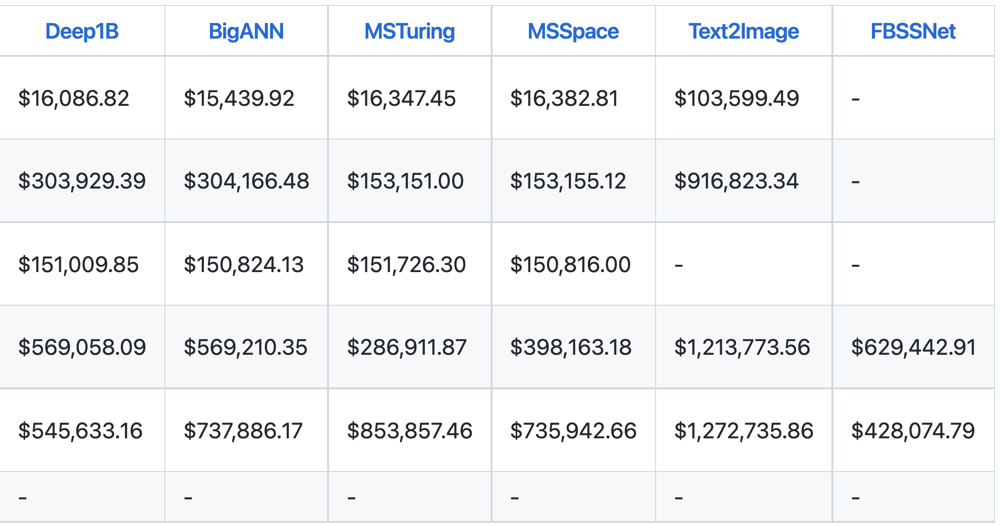 Deep1B BigANN MSTuring MSSpace Text2Image FBSSNet
$16,086.82 $15,439.92 $16,347.45 $16,382.81 $103,599.49 -
$303,929.39 $304,166.48 $153,151.00 $153,155.12 $916,823.34 -
$151,009.85 $150,824.13 $151,726.30 $150,816.00 - -
$569,058.09 $569,210.35 $286,911.87 $398,163.18 $1,213,773.56 $629,442.91
$545,633.16 $737,886.17 $853,857.46 $735,942.66 $1,272,735.86 $428,074.79
- - - - - -